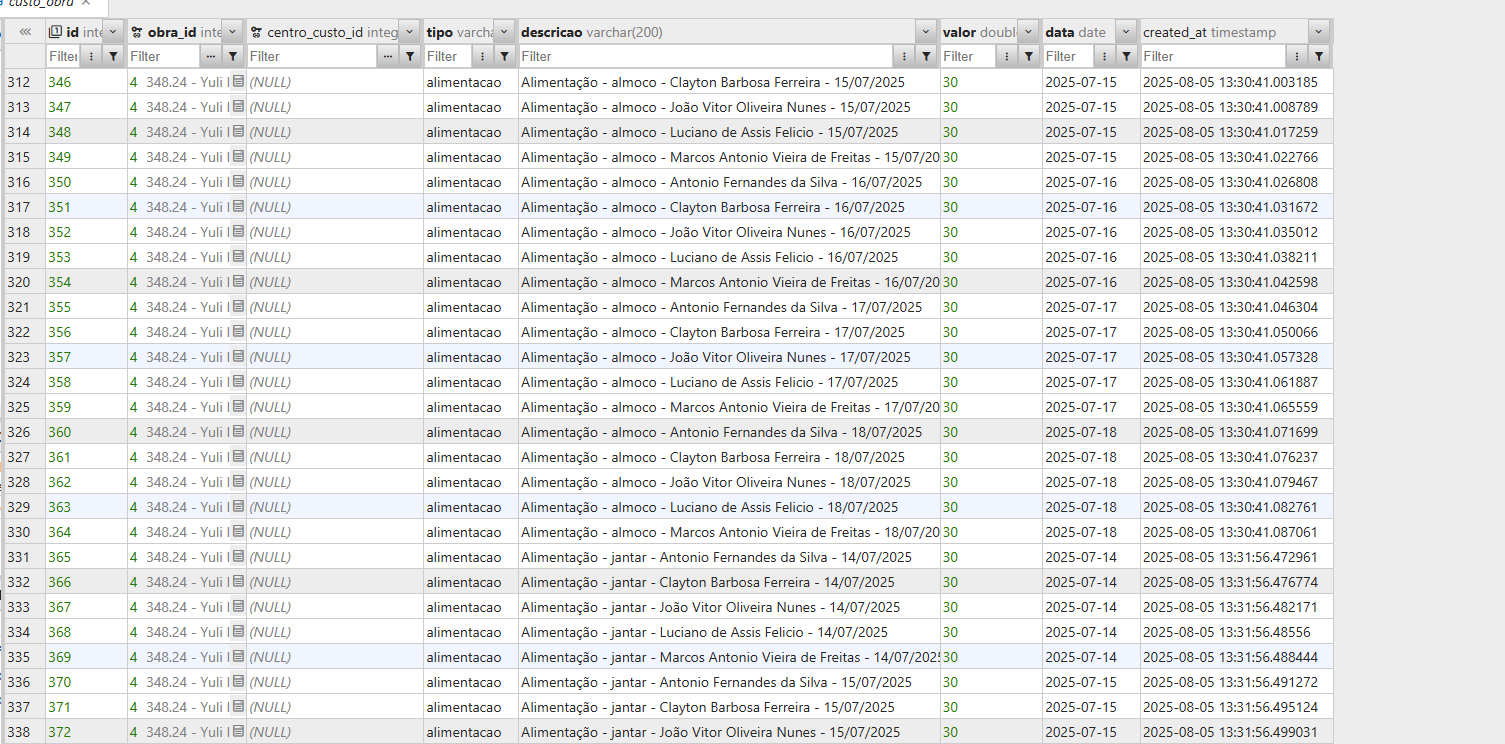 custo_obra ×
id inte obra_id inte centro_custo_id integ tipo varcha descricao varchar(200) valor double data date created_at timestamp
Filter Filter Filter Filter Filter Filter Filter Filter
312 346 4 348.24 - Yuli (NULL) alimentacao Alimentação - almoco - Clayton Barbosa Ferreira - 15/07/2025 30 2025-07-15 2025-08-05 13:30:41.003185
313 347 4 348.24 - Yuli (NULL) alimentacao Alimentação - almoco - João Vitor Oliveira Nunes - 15/07/2025 30 2025-07-15 2025-08-05 13:30:41.008789
314 348 4 348.24 - Yuli (NULL) alimentacao Alimentação - almoco - Luciano de Assis Felicio - 15/07/2025 30 2025-07-15 2025-08-05 13:30:41.017259
315 349 4 348.24 - Yuli (NULL) alimentacao Alimentação - almoco - Marcos Antonio Vieira de Freitas - 15/07/20 30 2025-07-15 2025-08-05 13:30:41.022766
316 350 4 348.24 - Yuli (NULL) alimentacao Alimentação - almoco - Antonio Fernandes da Silva - 16/07/2025 30 2025-07-16 2025-08-05 13:30:41.026808
317 351 4 348.24 - Yuli (NULL) alimentacao Alimentação - almoco - Clayton Barbosa Ferreira - 16/07/2025 30 2025-07-16 2025-08-05 13:30:41.031672
318 352 4 348.24 - Yuli (NULL) alimentacao Alimentação - almoco - João Vitor Oliveira Nunes - 16/07/2025 30 2025-07-16 2025-08-05 13:30:41.035012
319 353 4 348.24 - Yuli (NULL) alimentacao Alimentação - almoco - Luciano de Assis Felicio - 16/07/2025 30 2025-07-16 2025-08-05 13:30:41.038211
320 354 4 348.24 - Yuli (NULL) alimentacao Alimentação - almoco - Marcos Antonio Vieira de Freitas - 16/07/20 30 2025-07-16 2025-08-05 13:30:41.042598
321 355 4 348.24 - Yuli (NULL) alimentacao Alimentação - almoco - Antonio Fernandes da Silva - 17/07/2025 30 2025-07-17 2025-08-05 13:30:41.046304
322 356 4 348.24 - Yuli (NULL) alimentacao Alimentação - almoco - Clayton Barbosa Ferreira - 17/07/2025 30 2025-07-17 2025-08-05 13:30:41.050066
323 357 4 348.24 - Yuli (NULL) alimentacao Alimentação - almoco - João Vitor Oliveira Nunes - 17/07/2025 30 2025-07-17 2025-08-05 13:30:41.057328
324 358 4 348.24 - Yuli (NULL) alimentacao Alimentação - almoco - Luciano de Assis Felicio - 17/07/2025 30 2025-07-17 2025-08-05 13:30:41.061887
325 359 4 348.24 - Yuli (NULL) alimentacao Alimentação - almoco - Marcos Antonio Vieira de Freitas - 17/07/20 30 2025-07-17 2025-08-05 13:30:41.065559
326 360 4 348.24 - Yuli (NULL) alimentacao Alimentação - almoco - Antonio Fernandes da Silva - 18/07/2025 30 2025-07-18 2025-08-05 13:30:41.071699
327 361 4 348.24 - Yuli (NULL) alimentacao Alimentação - almoco - Clayton Barbosa Ferreira - 18/07/2025 30 2025-07-18 2025-08-05 13:30:41.076237
328 362 4 348.24 - Yuli (NULL) alimentacao Alimentação - almoco - João Vitor Oliveira Nunes - 18/07/2025 30 2025-07-18 2025-08-05 13:30:41.079467
329 363 4 348.24 - Yuli (NULL) alimentacao Alimentação - almoco - Luciano de Assis Felicio - 18/07/2025 30 2025-07-18 2025-08-05 13:30:41.082761
330 364 4 348.24 - Yuli (NULL) alimentacao Alimentação - almoco - Marcos Antonio Vieira de Freitas - 18/07/20 30 2025-07-18 2025-08-05 13:30:41.087061
331 365 4 348.24 - Yuli (NULL) alimentacao Alimentação - jantar - Antonio Fernandes da Silva - 14/07/2025 30 2025-07-14 2025-08-05 13:31:56.472961
332 366 4 348.24 - Yuli (NULL) alimentacao Alimentação - jantar - Clayton Barbosa Ferreira - 14/07/2025 30 2025-07-14 2025-08-05 13:31:56.476774
333 367 4 348.24 - Yuli (NULL) alimentacao Alimentação - jantar - João Vitor Oliveira Nunes - 14/07/2025 30 2025-07-14 2025-08-05 13:31:56.482171
334 368 4 348.24 - Yuli (NULL) alimentacao Alimentação - jantar - Luciano de Assis Felicio - 14/07/2025 30 2025-07-14 2025-08-05 13:31:56.48556
335 369 4 348.24 - Yuli (NULL) alimentacao Alimentação - jantar - Marcos Antonio Vieira de Freitas - 14/07/202 30 2025-07-14 2025-08-05 13:31:56.488444
336 370 4 348.24 - Yuli (NULL) alimentacao Alimentação - jantar - Antonio Fernandes da Silva - 15/07/2025 30 2025-07-15 2025-08-05 13:31:56.491272
337 371 4 348.24 - Yuli (NULL) alimentacao Alimentação - jantar - Clayton Barbosa Ferreira - 15/07/2025 30 2025-07-15 2025-08-05 13:31:56.495124
338 372 4 348.24 - Yuli (NULL) alimentacao Alimentação - jantar - João Vitor Oliveira Nunes - 15/07/2025 30 2025-07-15 2025-08-05 13:31:56.499031